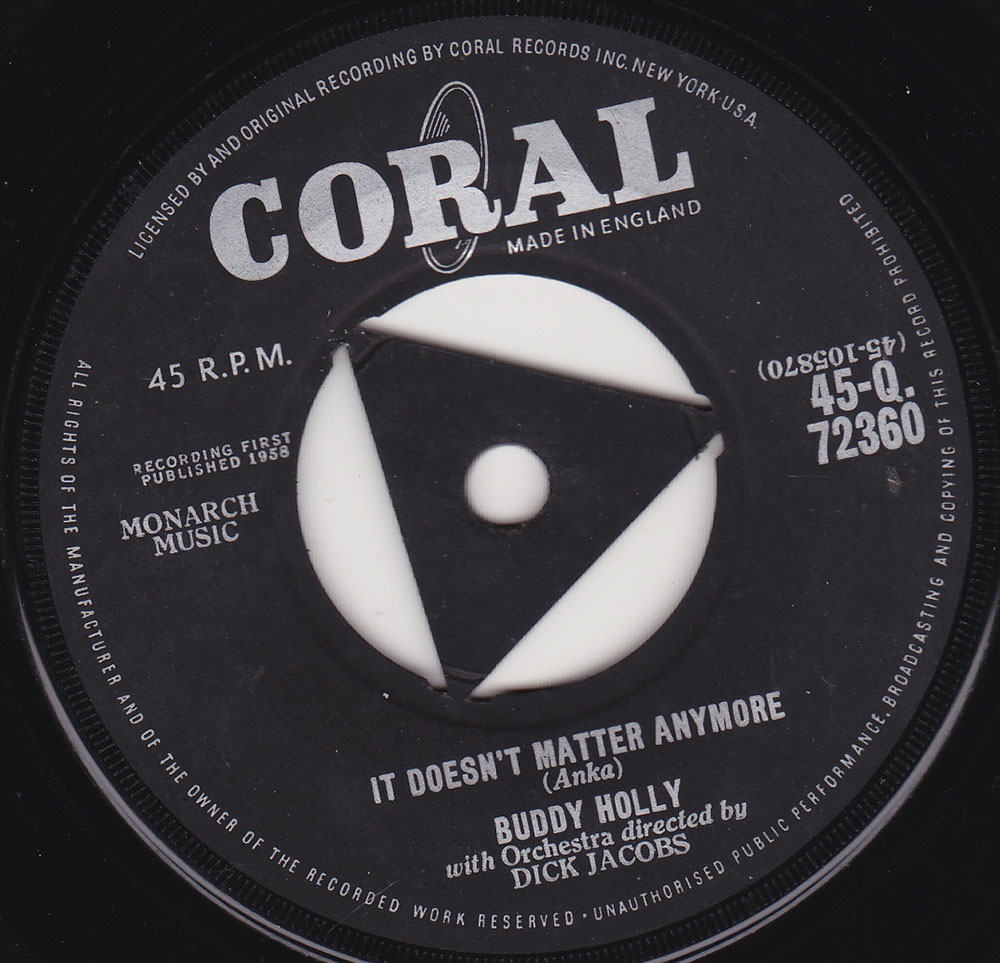 LICENSED BY AND ORIGINAL RECORDING BY CORAL RECORDS INC. NEW YORK·U.S.A.
CORAL
MADE IN ENGLAND
45 R.P.M.
RECORDING FIRST
PUBLISHED 1958
MONARCH
MUSIC
(45-105870)
45-Q.
72360
IT DOESN'T MATTER ANYMORE
(Anka)
BUDDY HOLLY
with Orchestra directed by
DICK JACOBS
ALL RIGHTS OF THE MANUFACTURER AND OF THE OWNER OF THE RECORDED WORK RESERVED · UNAUTHORISED PUBLIC PERFORMANCE, BROADCASTING AND COPYING OF THIS RECORD PROHIBITED